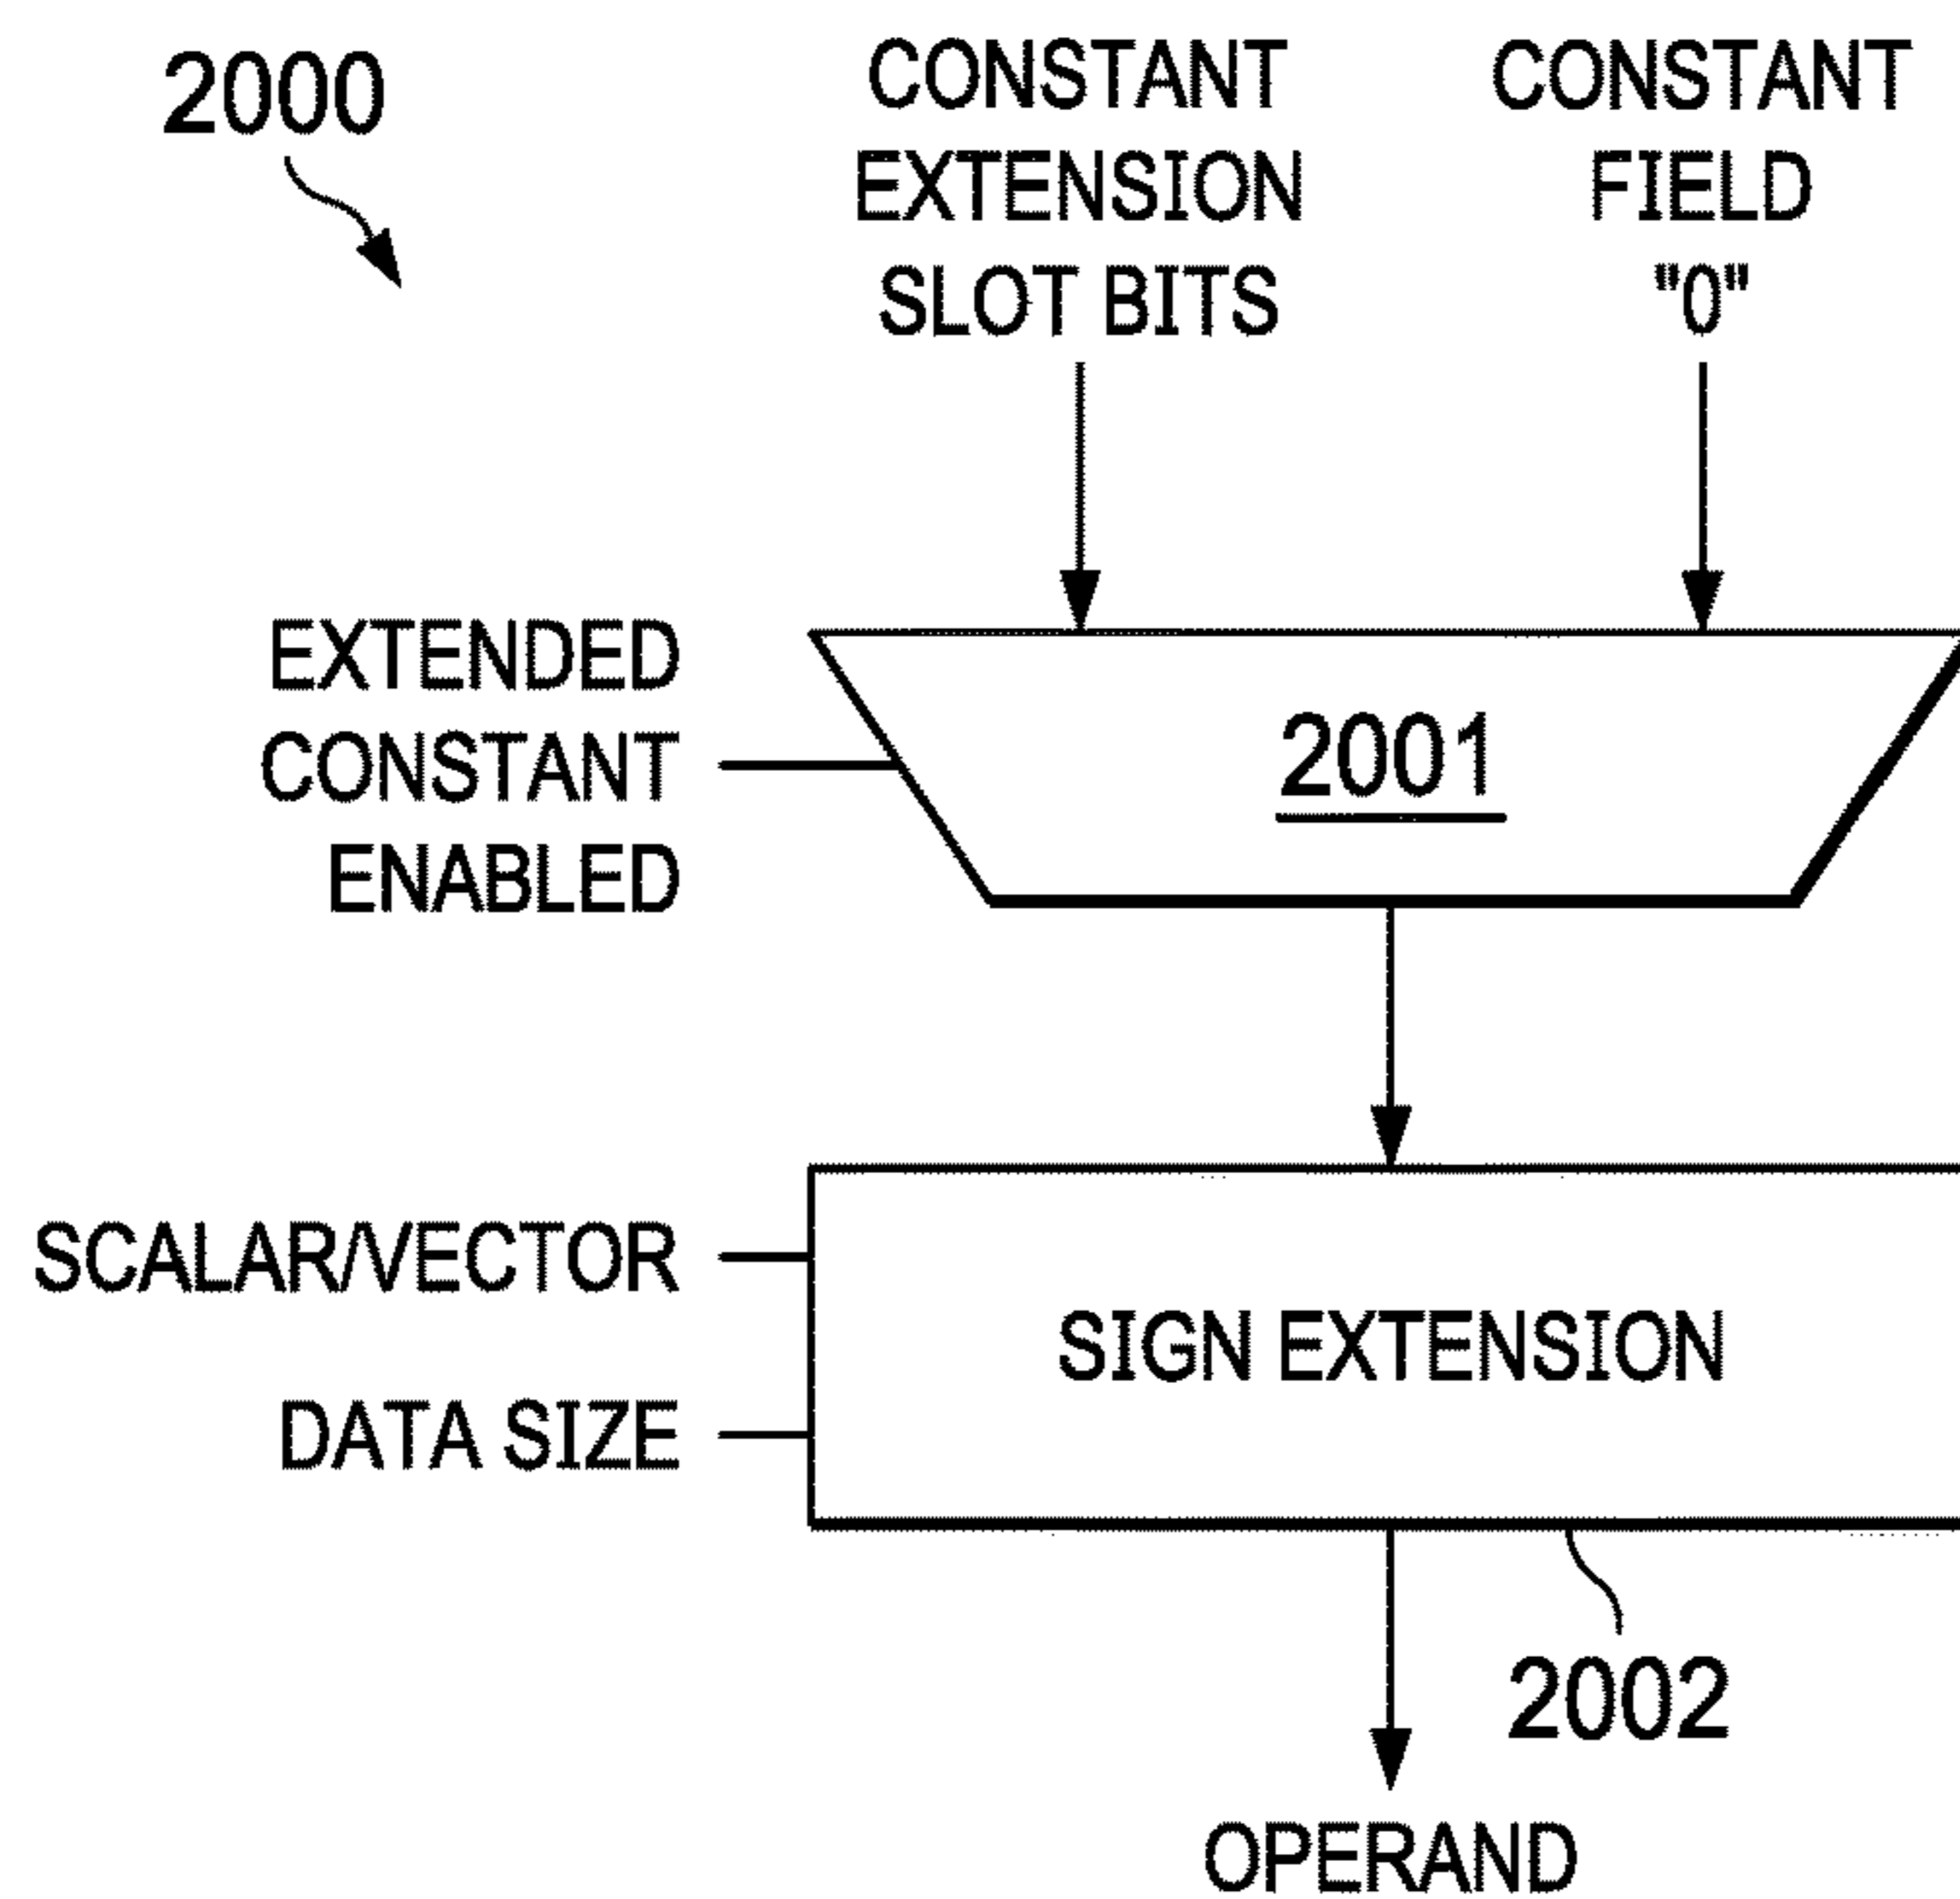 2000
CONSTANT
EXTENSION
SLOT BITS
CONSTANT
FIELD
"0"
EXTENDED
CONSTANT
ENABLED
2001
SCALAR/VECTOR
DATA SIZE
SIGN EXTENSION
2002
OPERAND